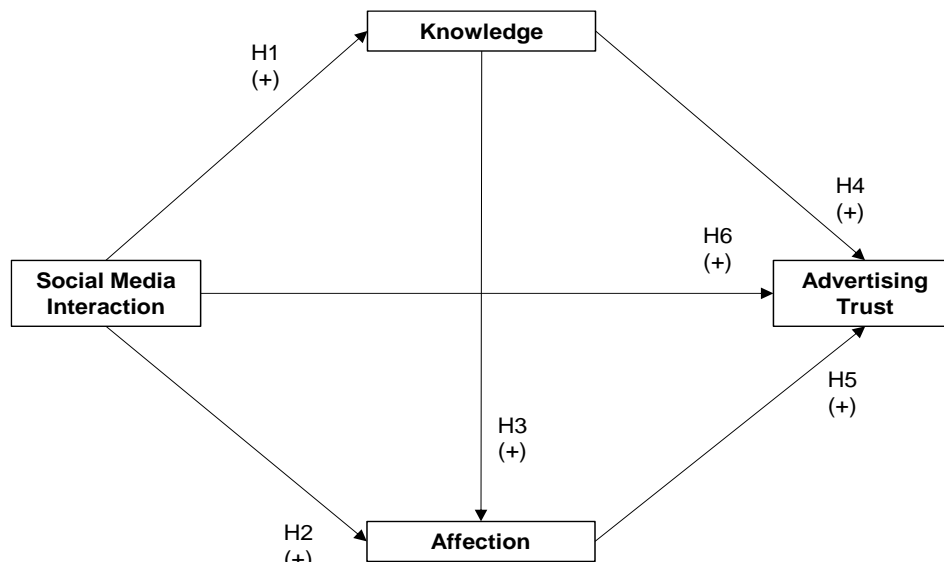 Knowledge
H1
(+)
H4
(+)
H6
(+)
Social Media
Interaction
Advertising
Trust
H5
(+)
H3
(+)
H2
(+)
Affection